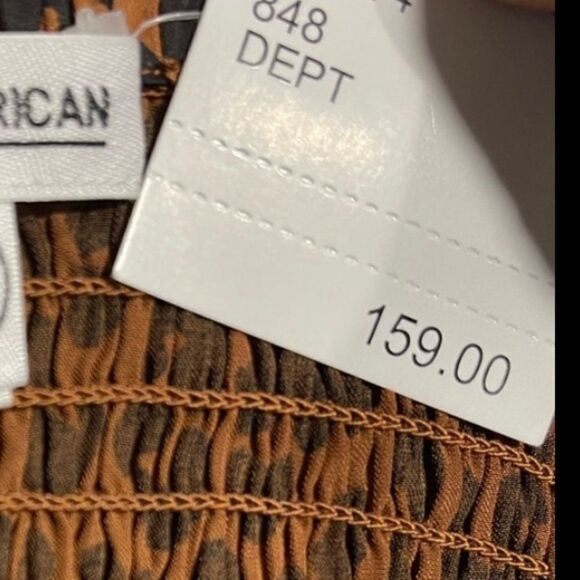 RICAN
848
DEPT
159.00